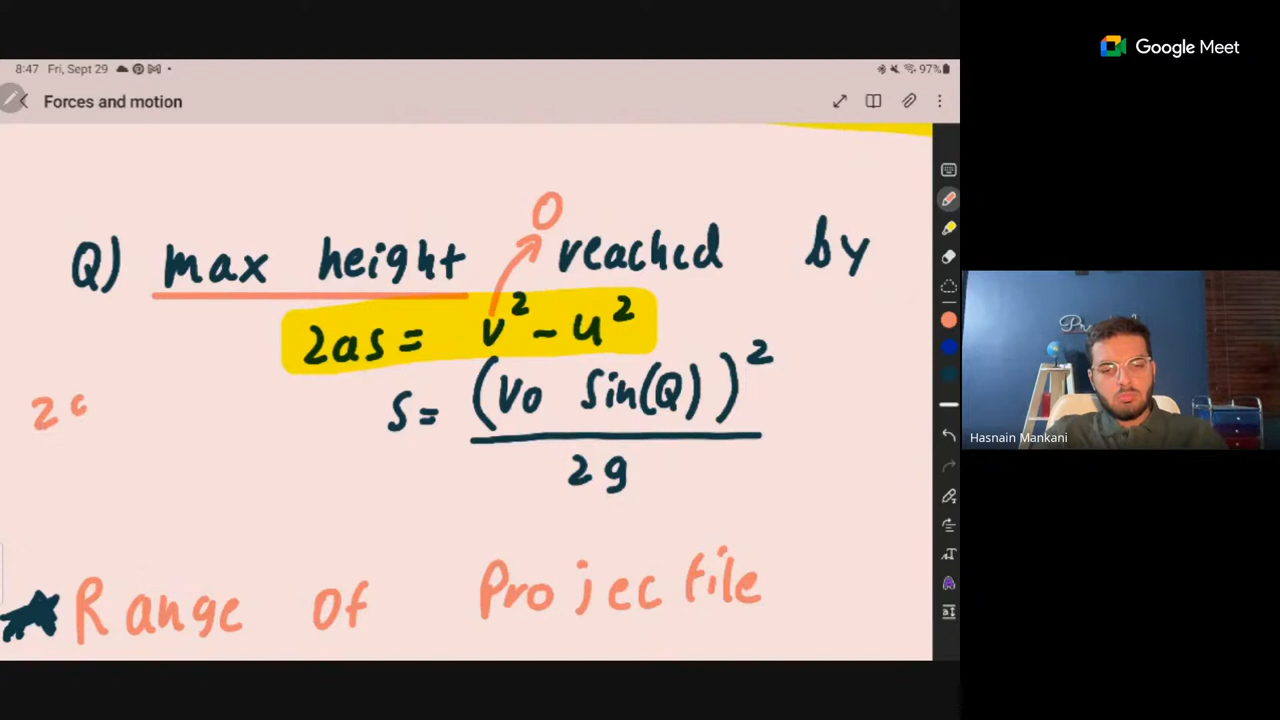 Google Meet
8:47 Fri, Sept 29
97%
Forces and motion
0
Q) max height reached by
2as = v² - u²
s = (Vo Sin(Q))²
2g
2
Range of Projectile
Hasnain Mankani